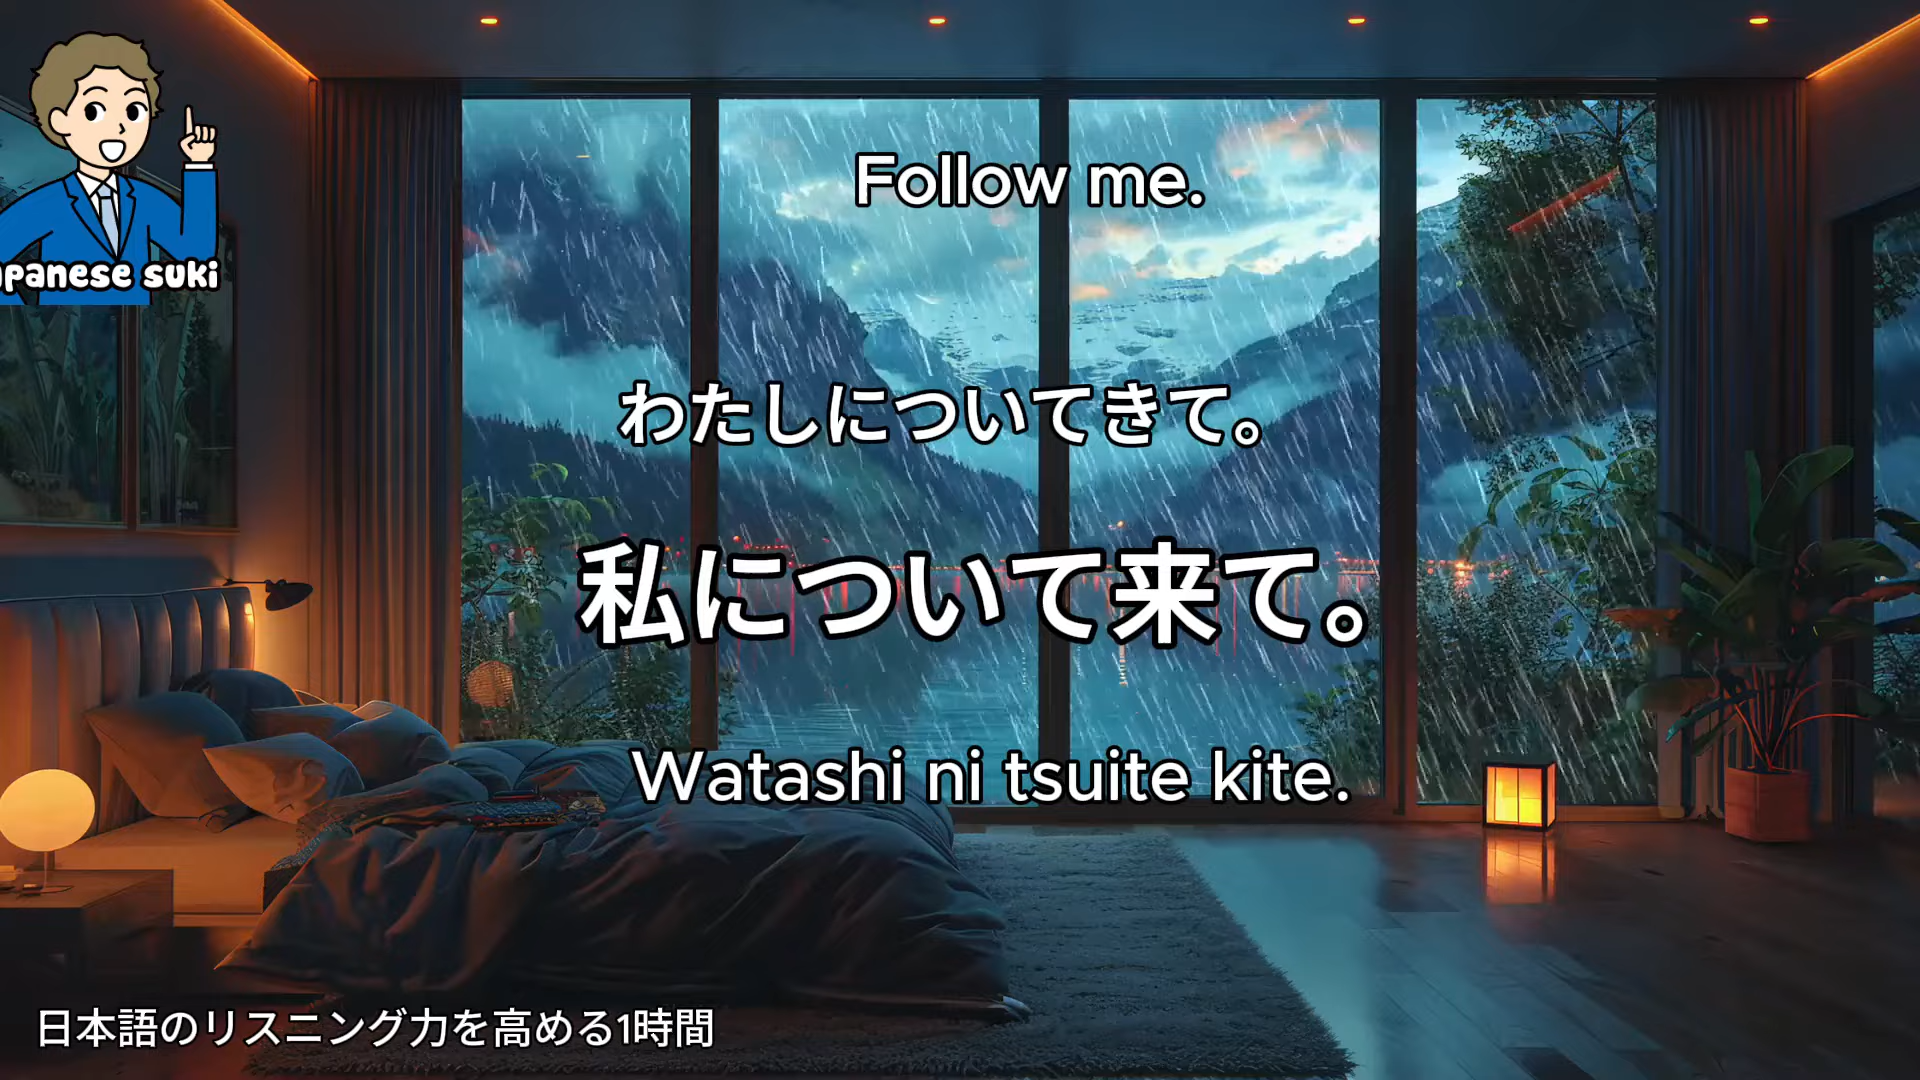 Follow me.
panese suki
わたしについてきて。
私について来て。
Watashi ni tsuite kite.
日本語のリスニング力を高める1時間